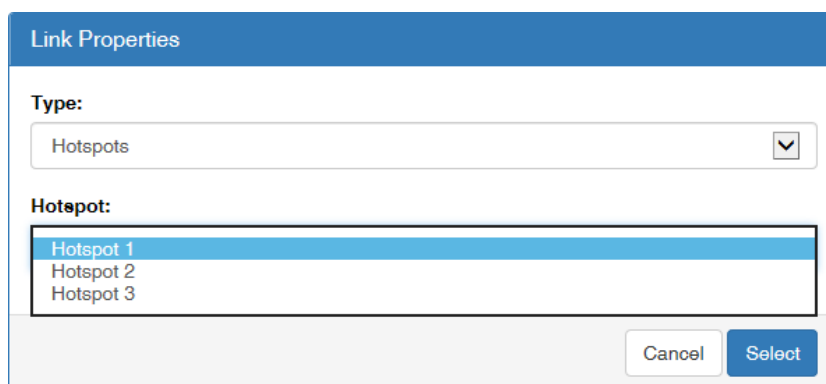 Link Properties
Type:
Hotspots
Hotspot:
Hotspot 1
Hotspot 2
Hotspot 3
Cancel Select